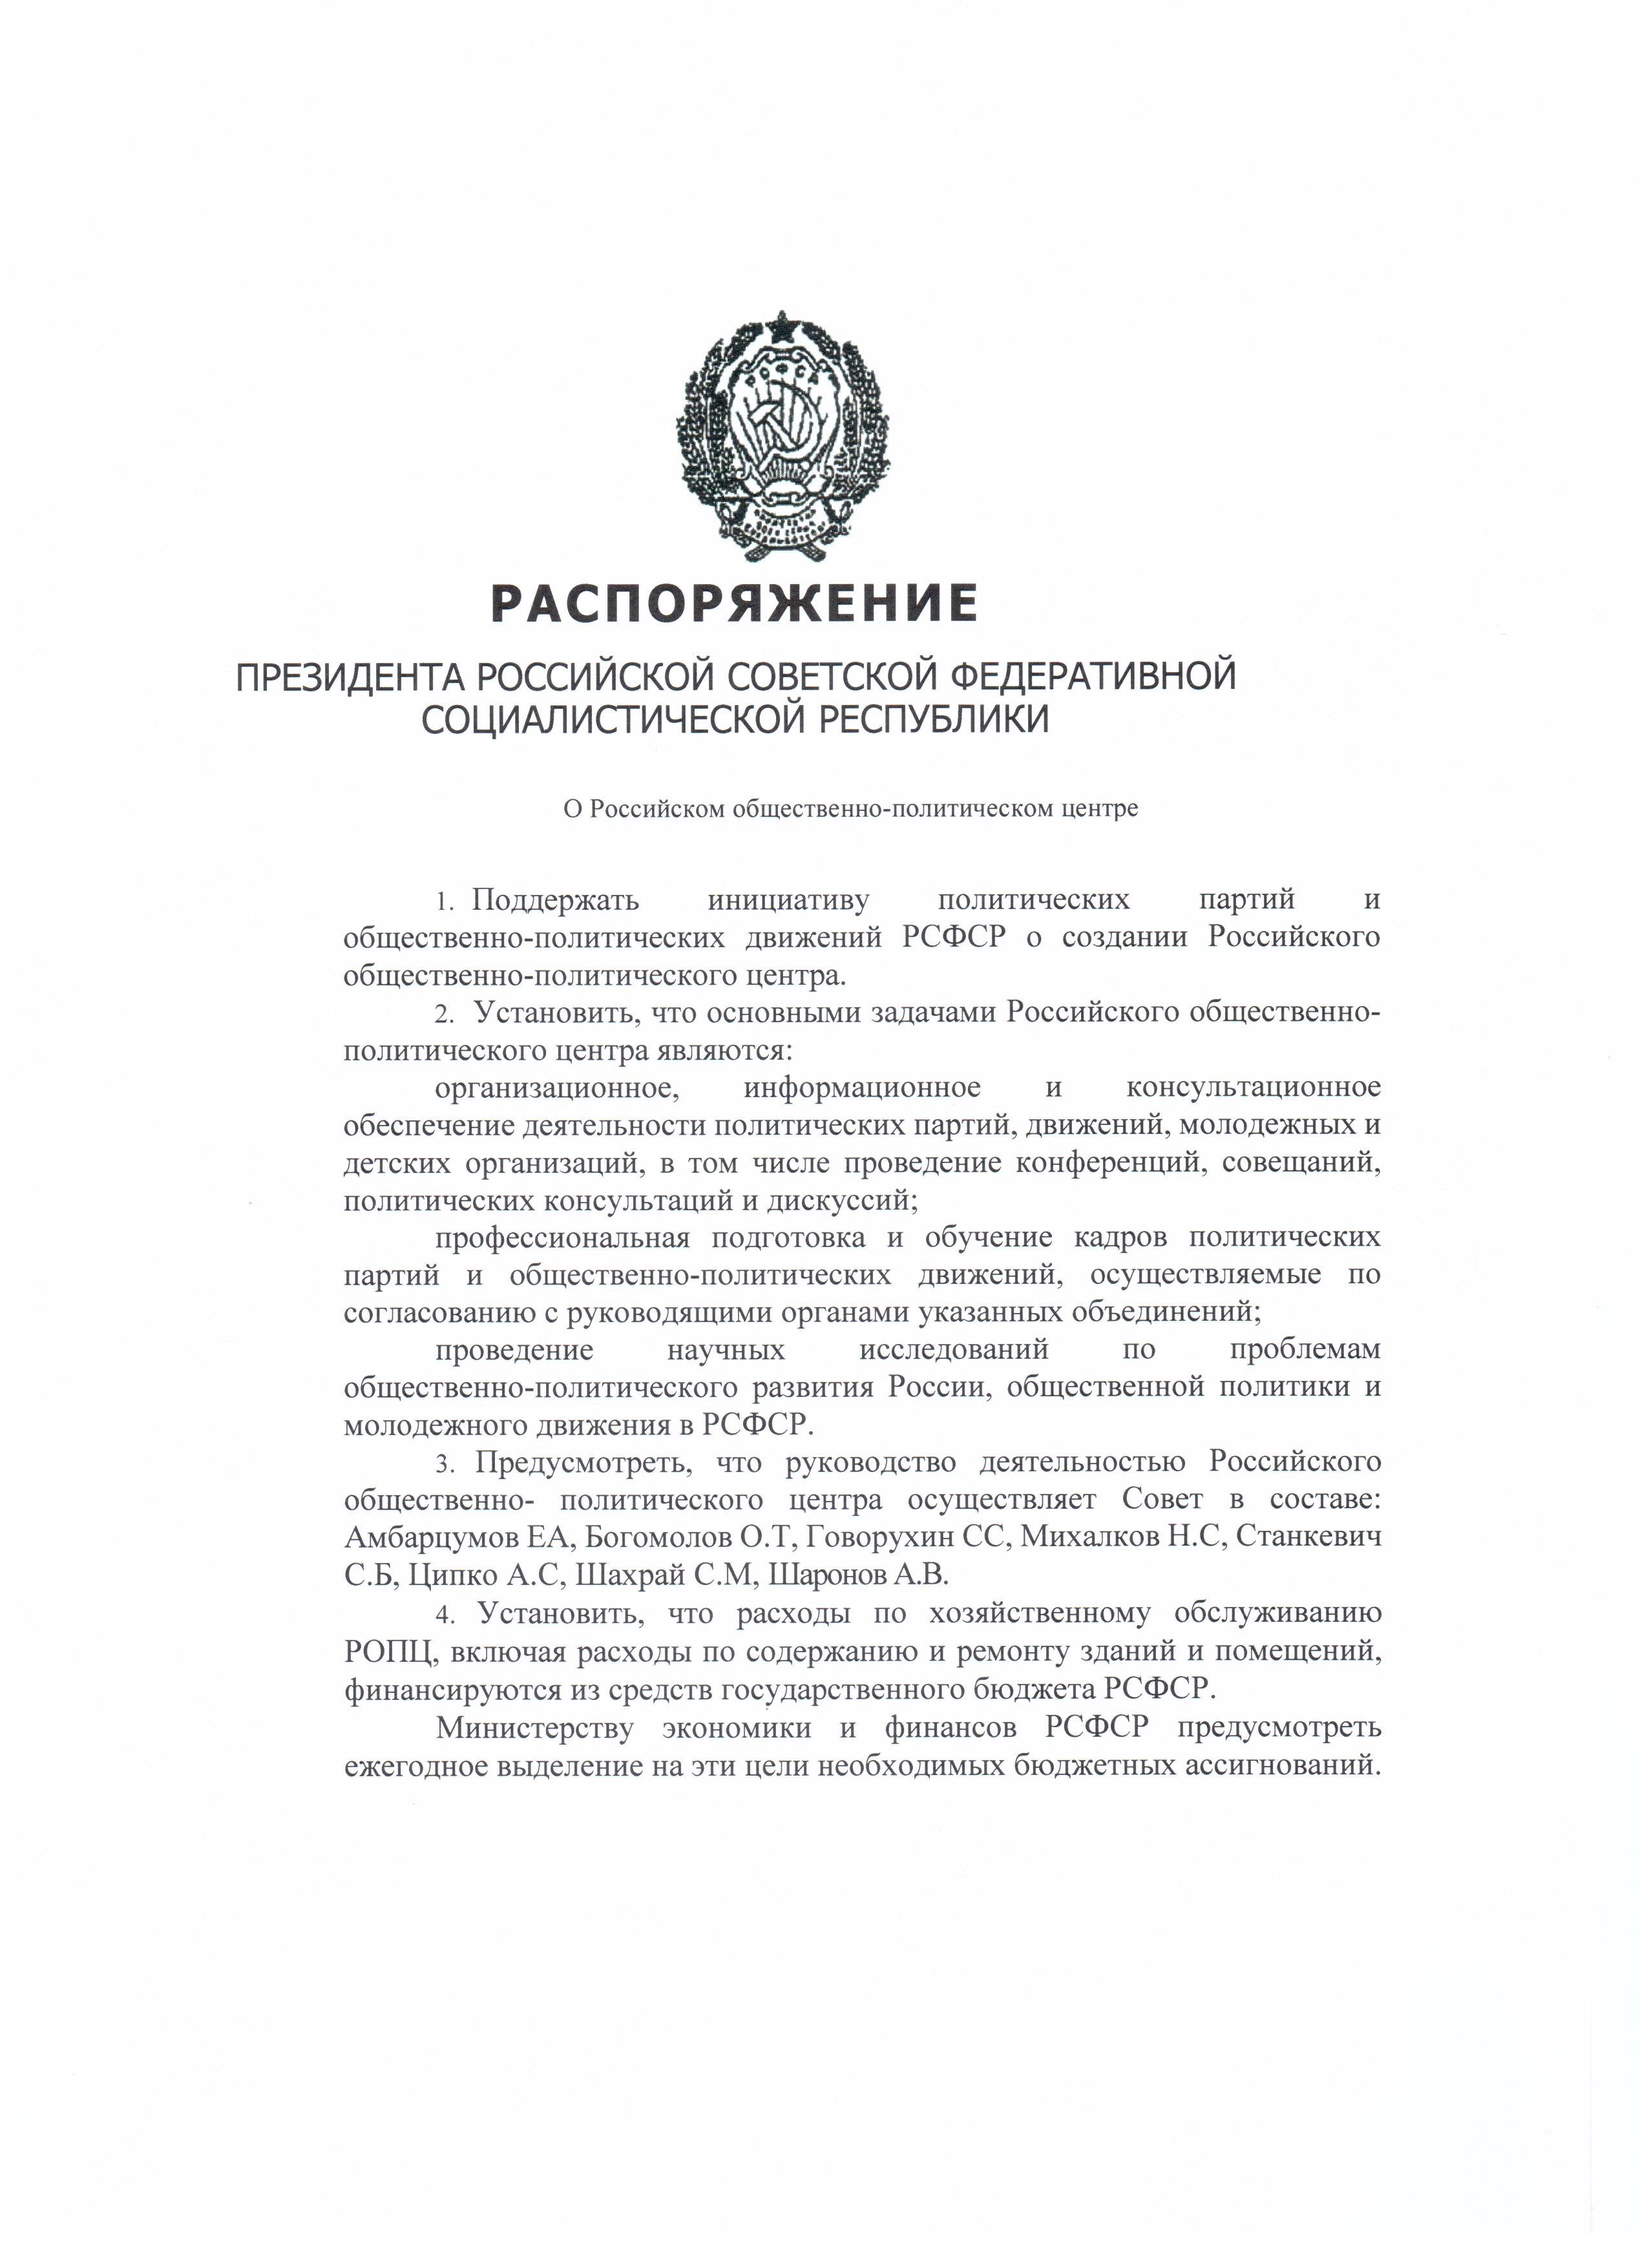 РСФСР
РАСПОРЯЖЕНИЕ
ПРЕЗИДЕНТА РОССИЙСКОЙ СОВЕТСКОЙ ФЕДЕРАТИВНОЙ
СОЦИАЛИСТИЧЕСКОЙ РЕСПУБЛИКИ
О Российском общественно-политическом центре
1. Поддержать инициативу политических партий и
общественно-политических движений РСФСР о создании Российского
общественно-политического центра.
2. Установить, что основными задачами Российского общественно-
политического центра являются:
организационное, информационное и консультационное
обеспечение деятельности политических партий, движений, молодежных и
детских организаций, в том числе проведение конференций, совещаний,
политических консультаций и дискуссий;
профессиональная подготовка и обучение кадров политических
партий и общественно-политических движений, осуществляемые по
согласованию с руководящими органами указанных объединений;
проведение научных исследований по проблемам
общественно-политического развития России, общественной политики и
молодежного движения в РСФСР.
3. Предусмотреть, что руководство деятельностью Российского
общественно- политического центра осуществляет Совет в составе:
Амбарцумов ЕА, Богомолов О.Т, Говорухин СС, Михалков Н.С, Станкевич
С.Б, Ципко А.С, Шахрай С.М, Шаронов А.В.
4. Установить, что расходы по хозяйственному обслуживанию
РОПЦ, включая расходы по содержанию и ремонту зданий и помещений,
финансируются из средств государственного бюджета РСФСР.
Министерству экономики и финансов РСФСР предусмотреть
ежегодное выделение на эти цели необходимых бюджетных ассигнований.